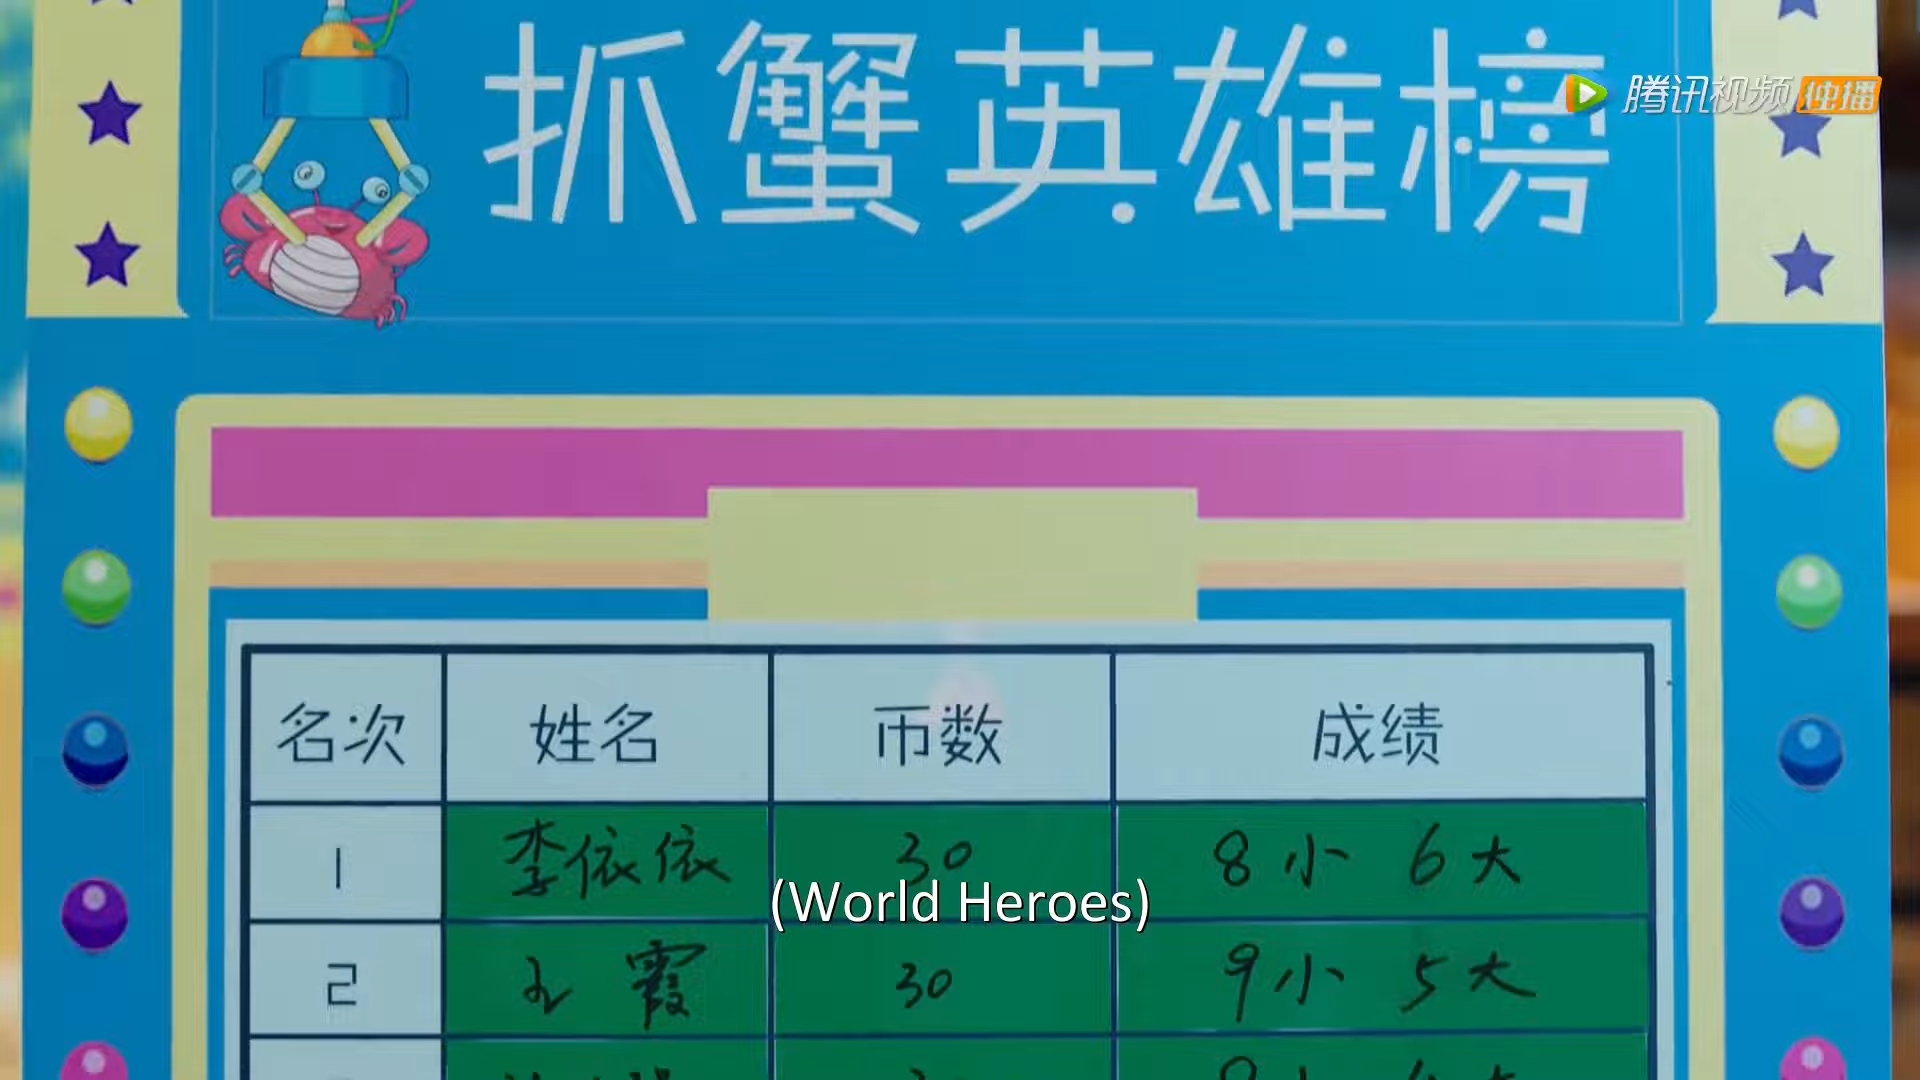 抓蟹英雄榜
腾讯视频 独播
名次 姓名 币数 成绩
1 李依依 30 8小 6大
(World Heroes)
2 王霞 30 9小 5大